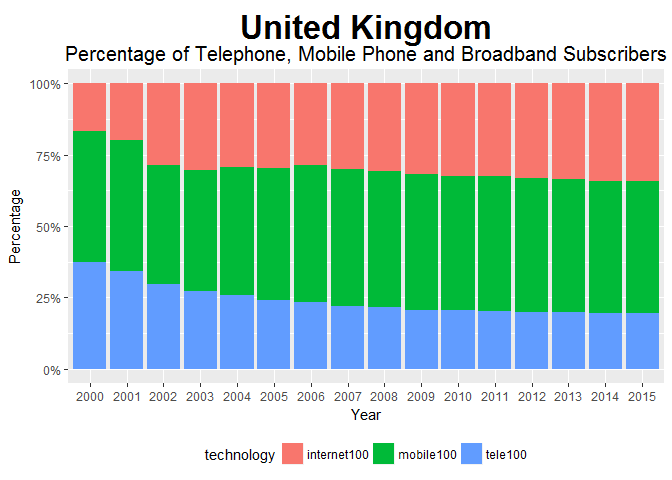 United Kingdom
Percentage of Telephone, Mobile Phone and Broadband Subscribers
100%
75%
50%
25%
0%
Percentage
2000 2001 2002 2003 2004 2005 2006 2007 2008 2009 2010 2011 2012 2013 2014 2015
Year
technology internet100 mobile100 tele100